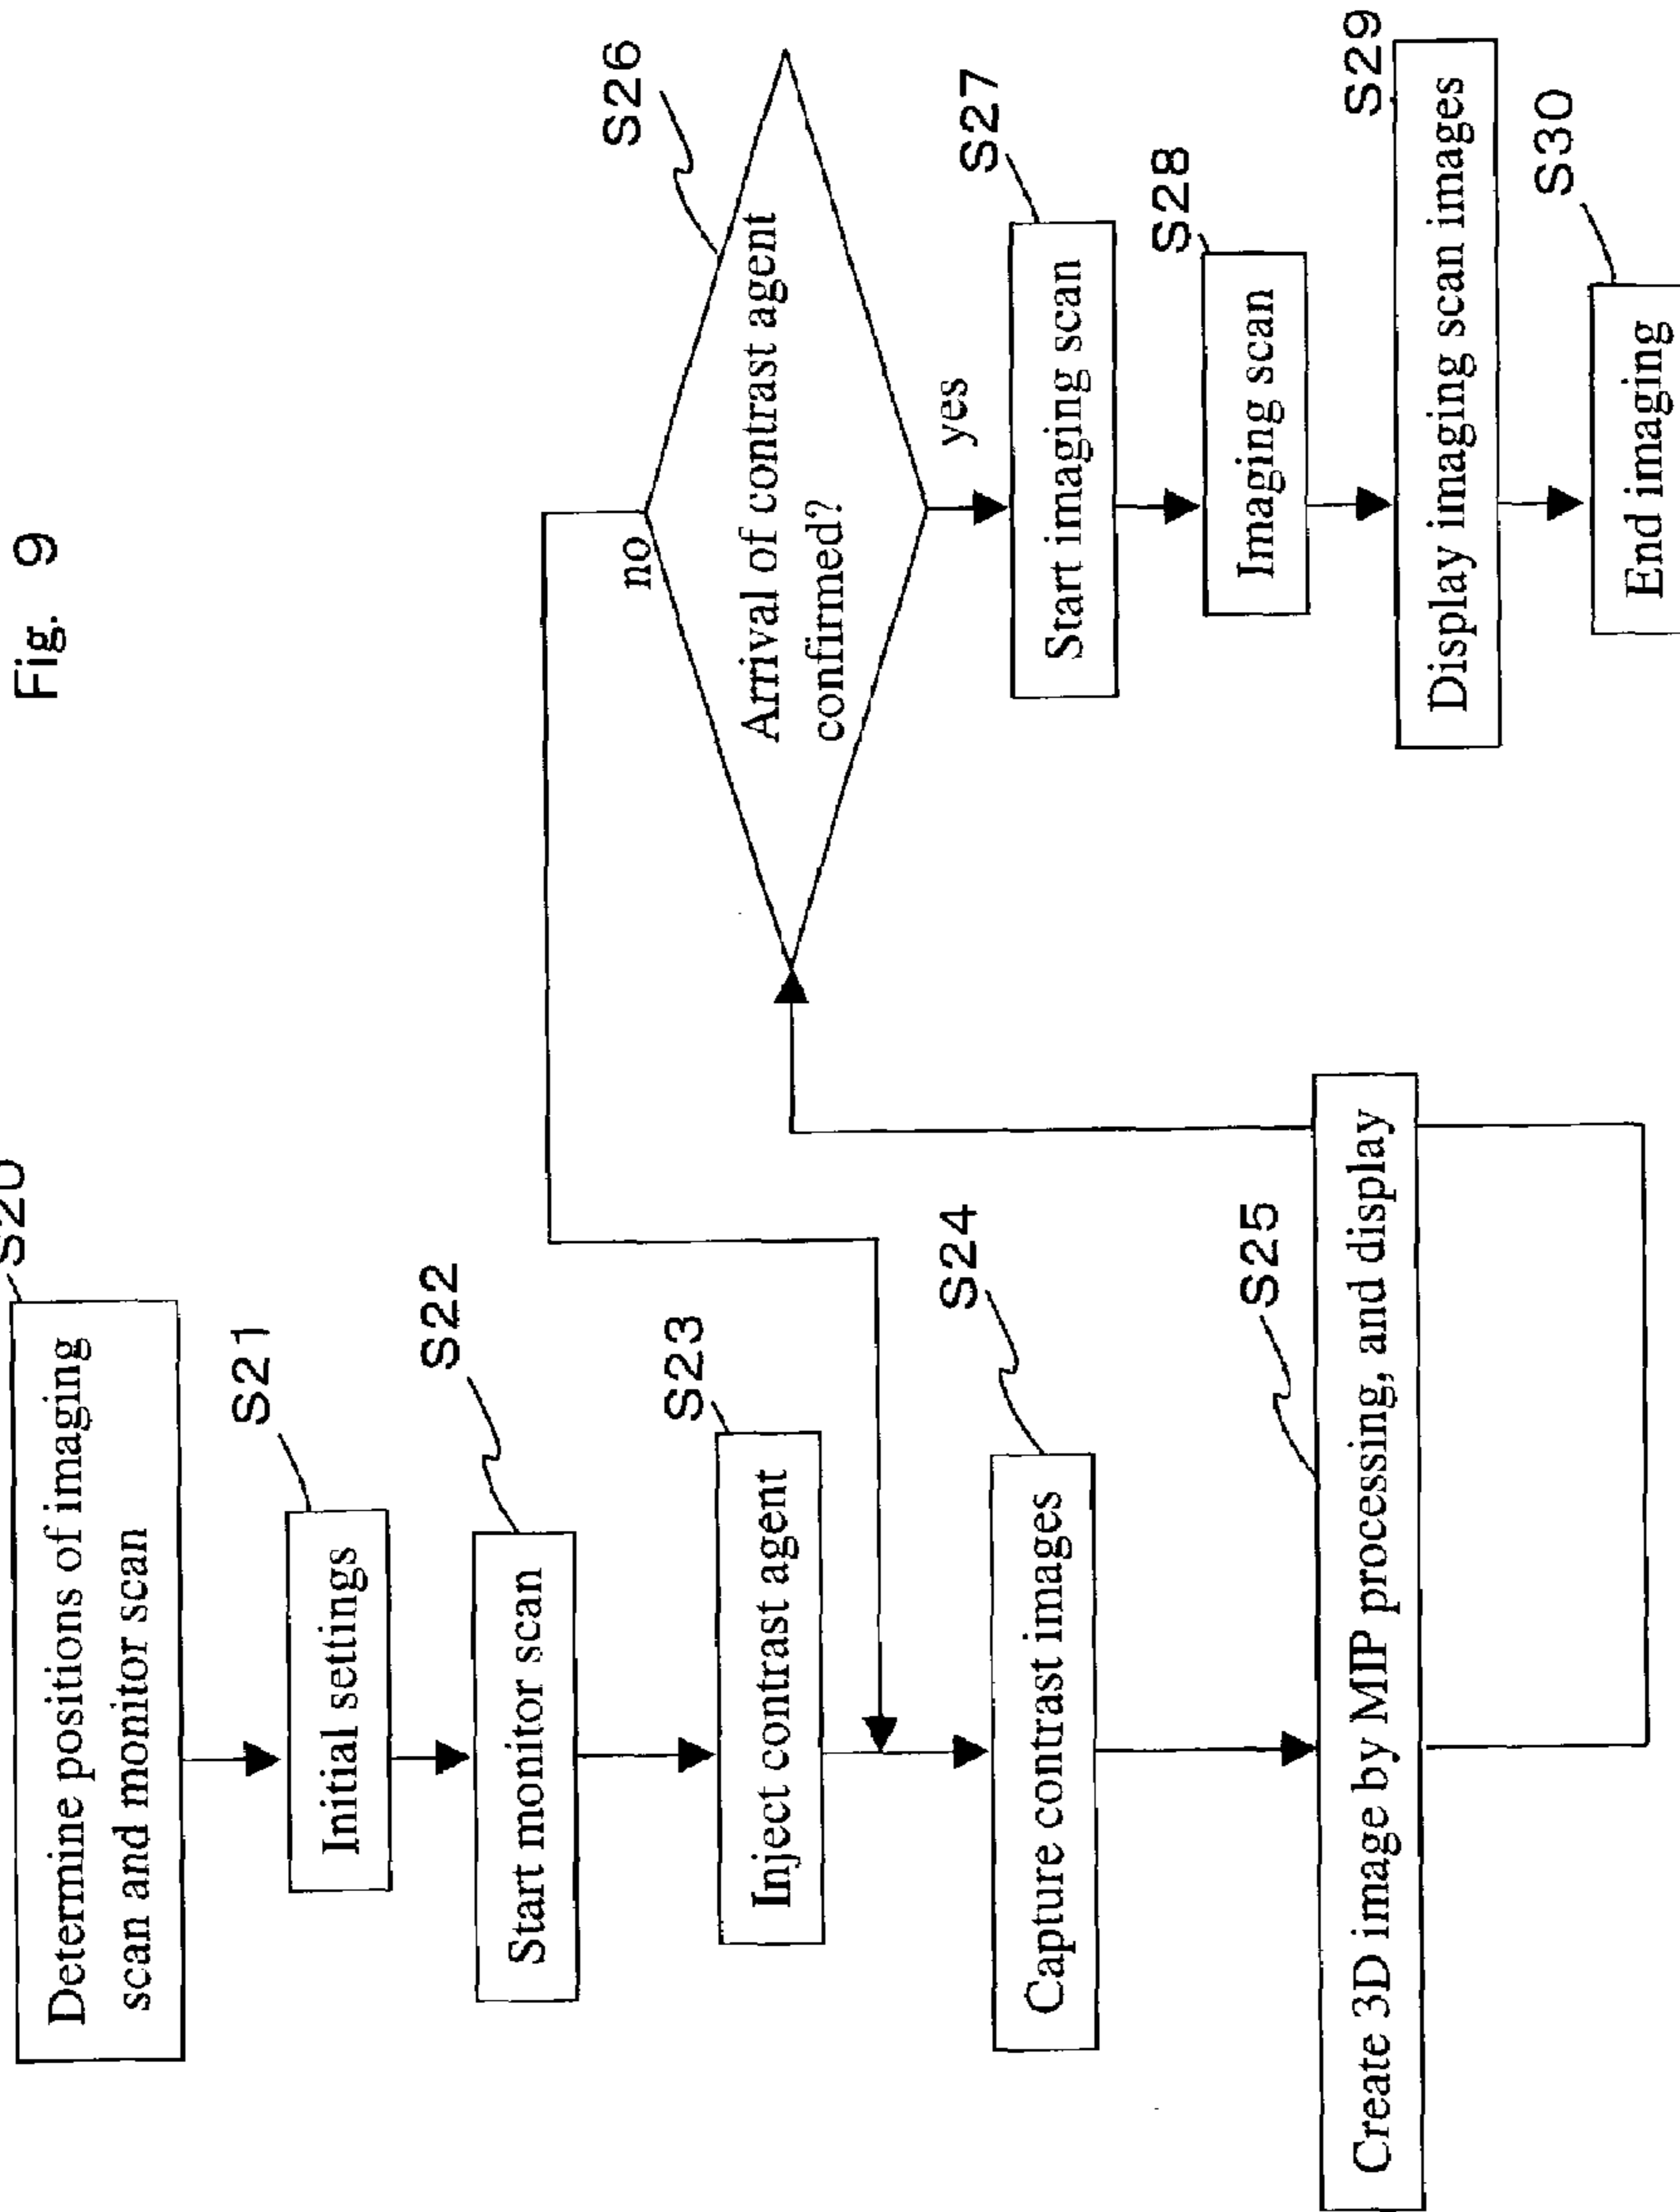 Fig. 9
S20
Determine positions of imaging
scan and monitor scan
S21
Initial settings
S22
Start monitor scan
S23
Inject contrast agent
S24
Capture contrast images
S25
Create 3D image by MIP processing, and display
S26
no
Arrival of contrast agent
confirmed?
yes
S27
Start imaging scan
S28
Imaging scan
S29
Display imaging scan images
S30
End imaging